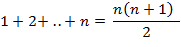 1 + 2+ ..+ n = n(n + 1)/2